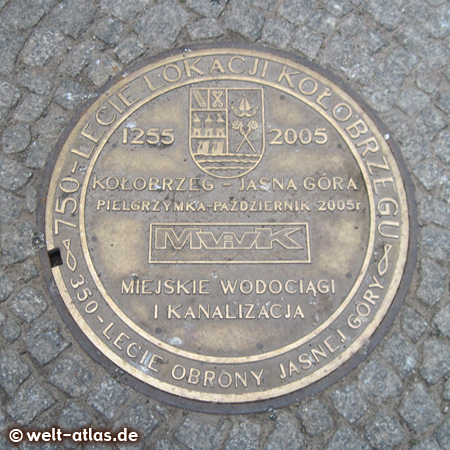 750-LECIE LOKACJI KOŁOBRZEGU
1255 2005
KOŁOBRZEG - JASNA GÓRA
PIELGRZYMKA-PAŹDZIERNIK 2005r.
MWiK
MIEJSKIE WODOCIĄGI
I KANALIZACJA
350-LECIE OBRONY JASNEJ GÓRY
©www.welt-atlas.de